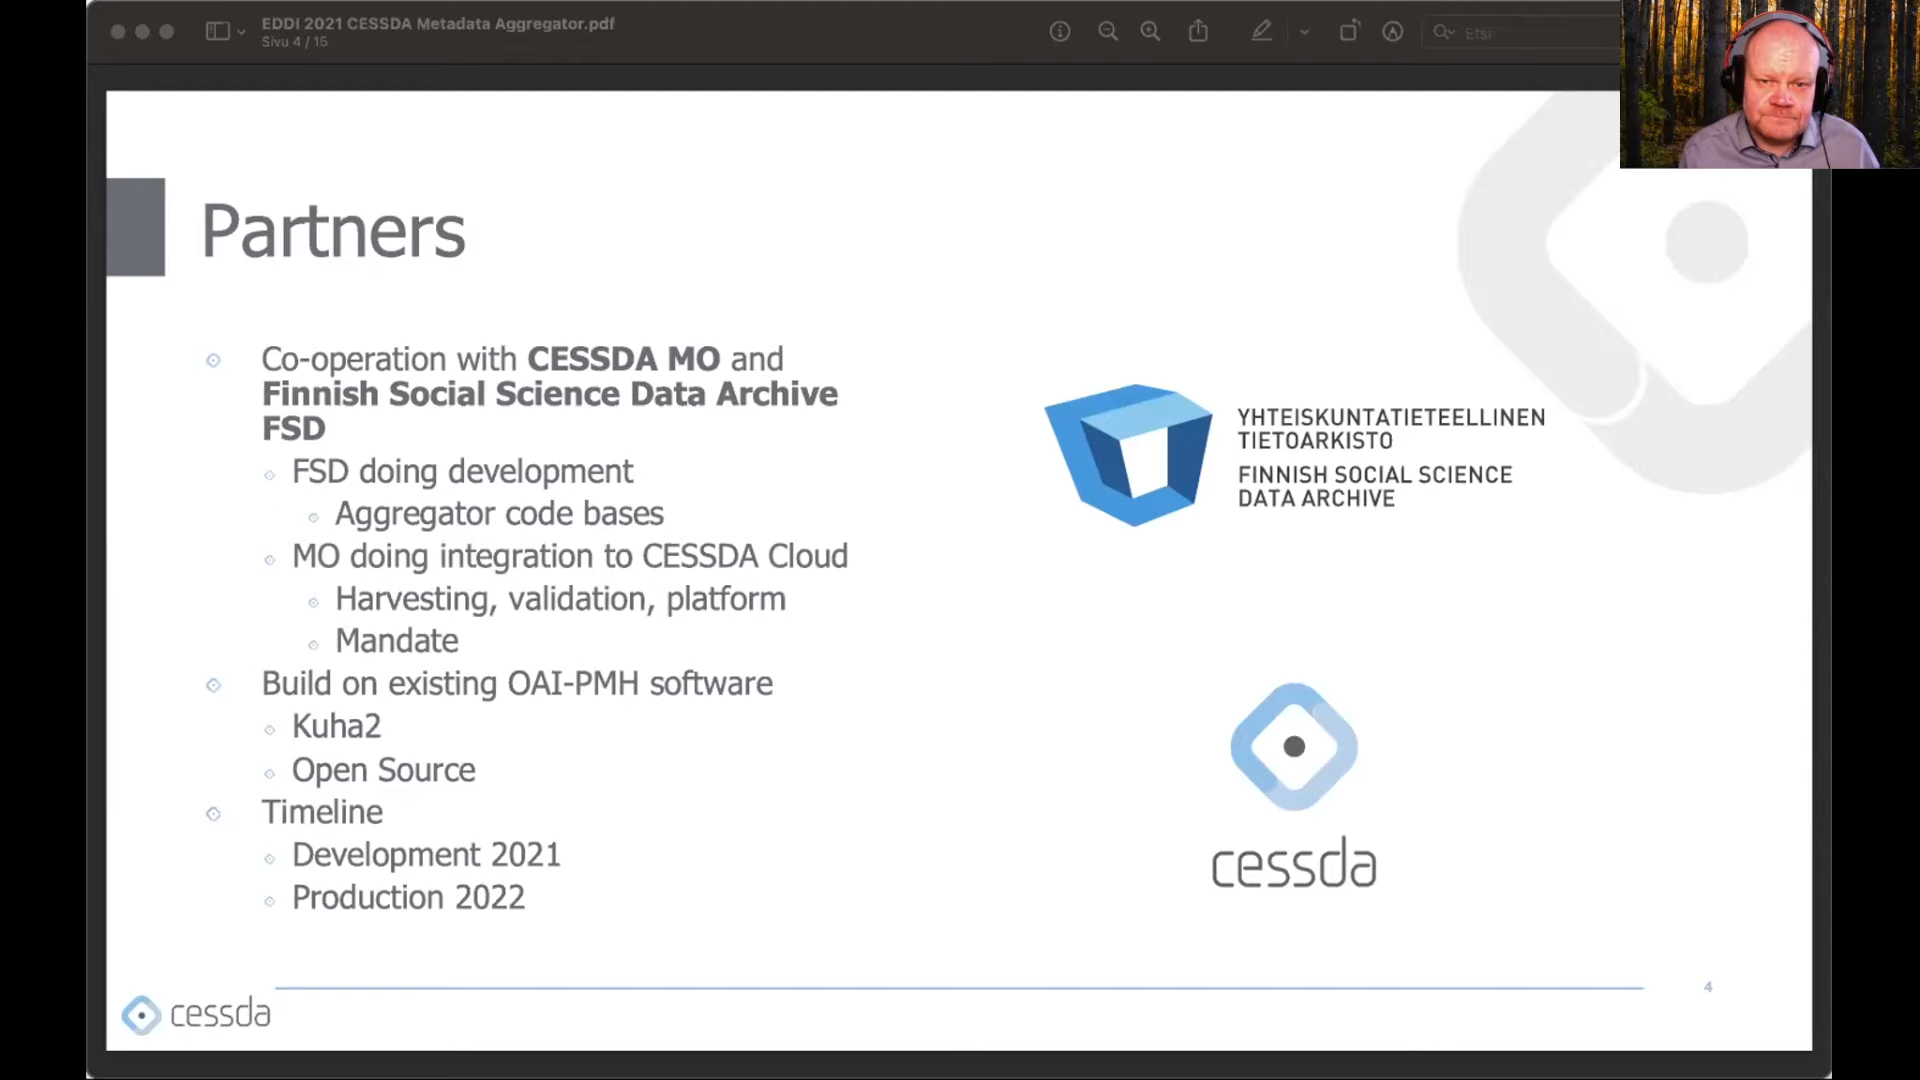 EDDI 2021 CESSDA Metadata Aggregator.pdf
Sivu 4 / 15
Etsi
Partners
Co-operation with CESSDA MO and
Finnish Social Science Data Archive
FSD
FSD doing development
Aggregator code bases
MO doing integration to CESSDA Cloud
Harvesting, validation, platform
Mandate
Build on existing OAI-PMH software
Kuha2
Open Source
Timeline
Development 2021
Production 2022
YHTEISKUNTATIETEELLINEN
TIETOARKISTO
FINNISH SOCIAL SCIENCE
DATA ARCHIVE
cessda
cessda
4